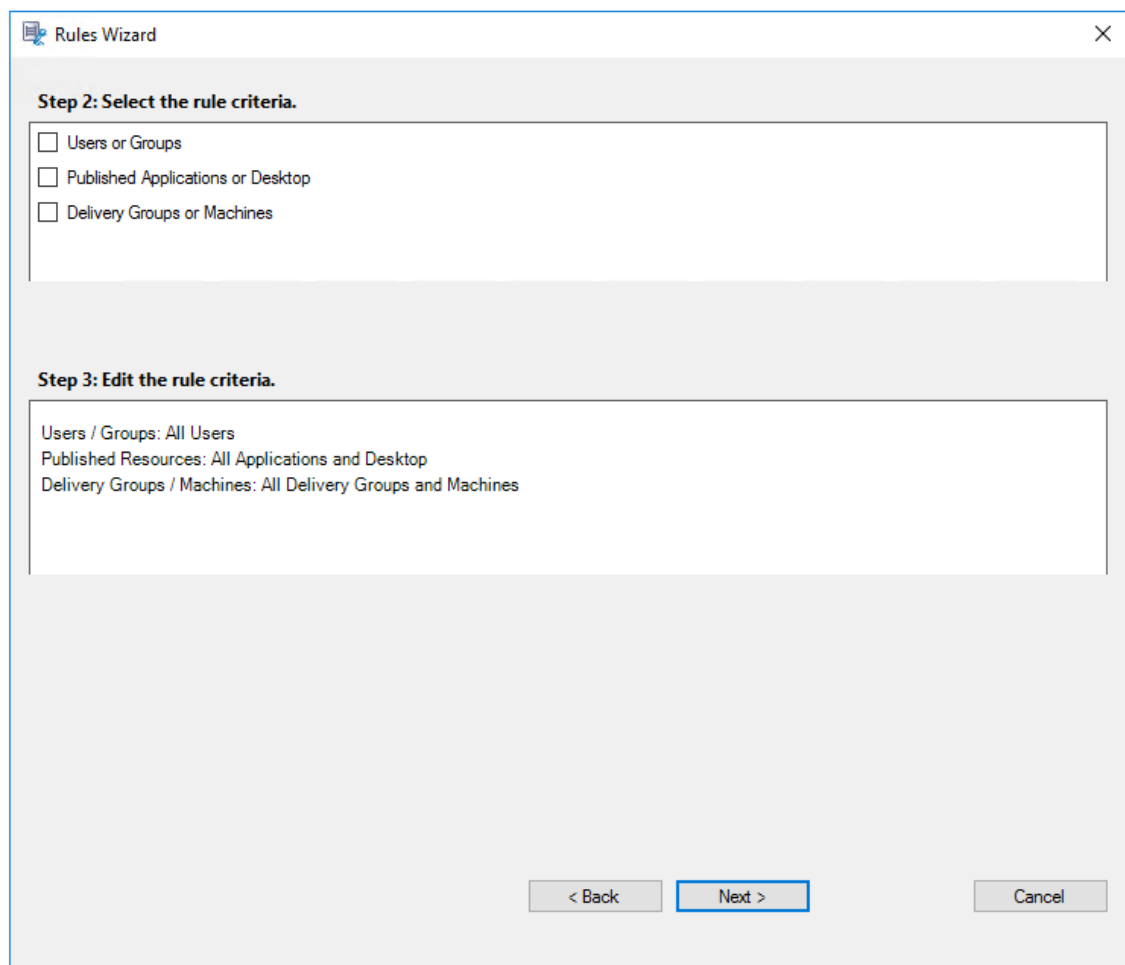 Rules Wizard
Step 2: Select the rule criteria.
Users or Groups
Published Applications or Desktop
Delivery Groups or Machines
Step 3: Edit the rule criteria.
Users / Groups: All Users
Published Resources: All Applications and Desktop
Delivery Groups / Machines: All Delivery Groups and Machines
< Back Next > Cancel